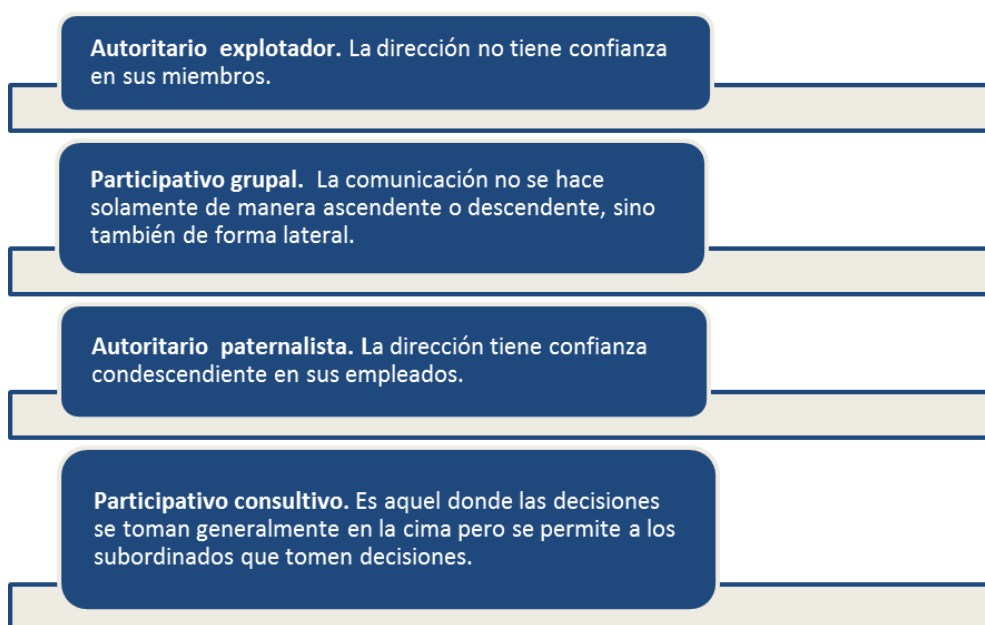 Autoritario explotador. La dirección no tiene confianza
en sus miembros.
Participativo grupal. La comunicación no se hace
solamente de manera ascendente o descendente, sino
también de forma lateral.
Autoritario paternalista. La dirección tiene confianza
condescendiente en sus empleados.
Participativo consultivo. Es aquel donde las decisiones
se toman generalmente en la cima pero se permite a los
subordinados que tomen decisiones.